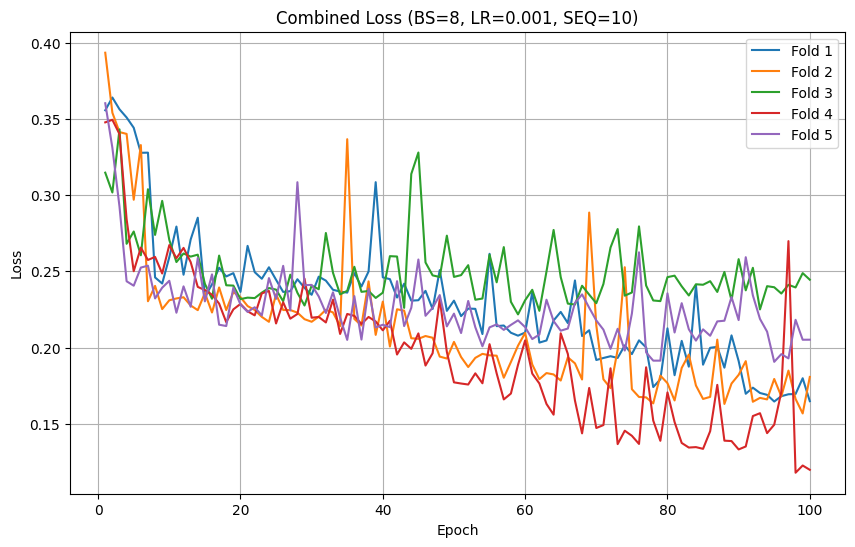 Combined Loss (BS=8, LR=0.001, SEQ=10)
Loss
0.40
0.35
0.30
0.25
0.20
0.15
Fold 1
Fold 2
Fold 3
Fold 4
Fold 5
0
20
40
60
80
100
Epoch